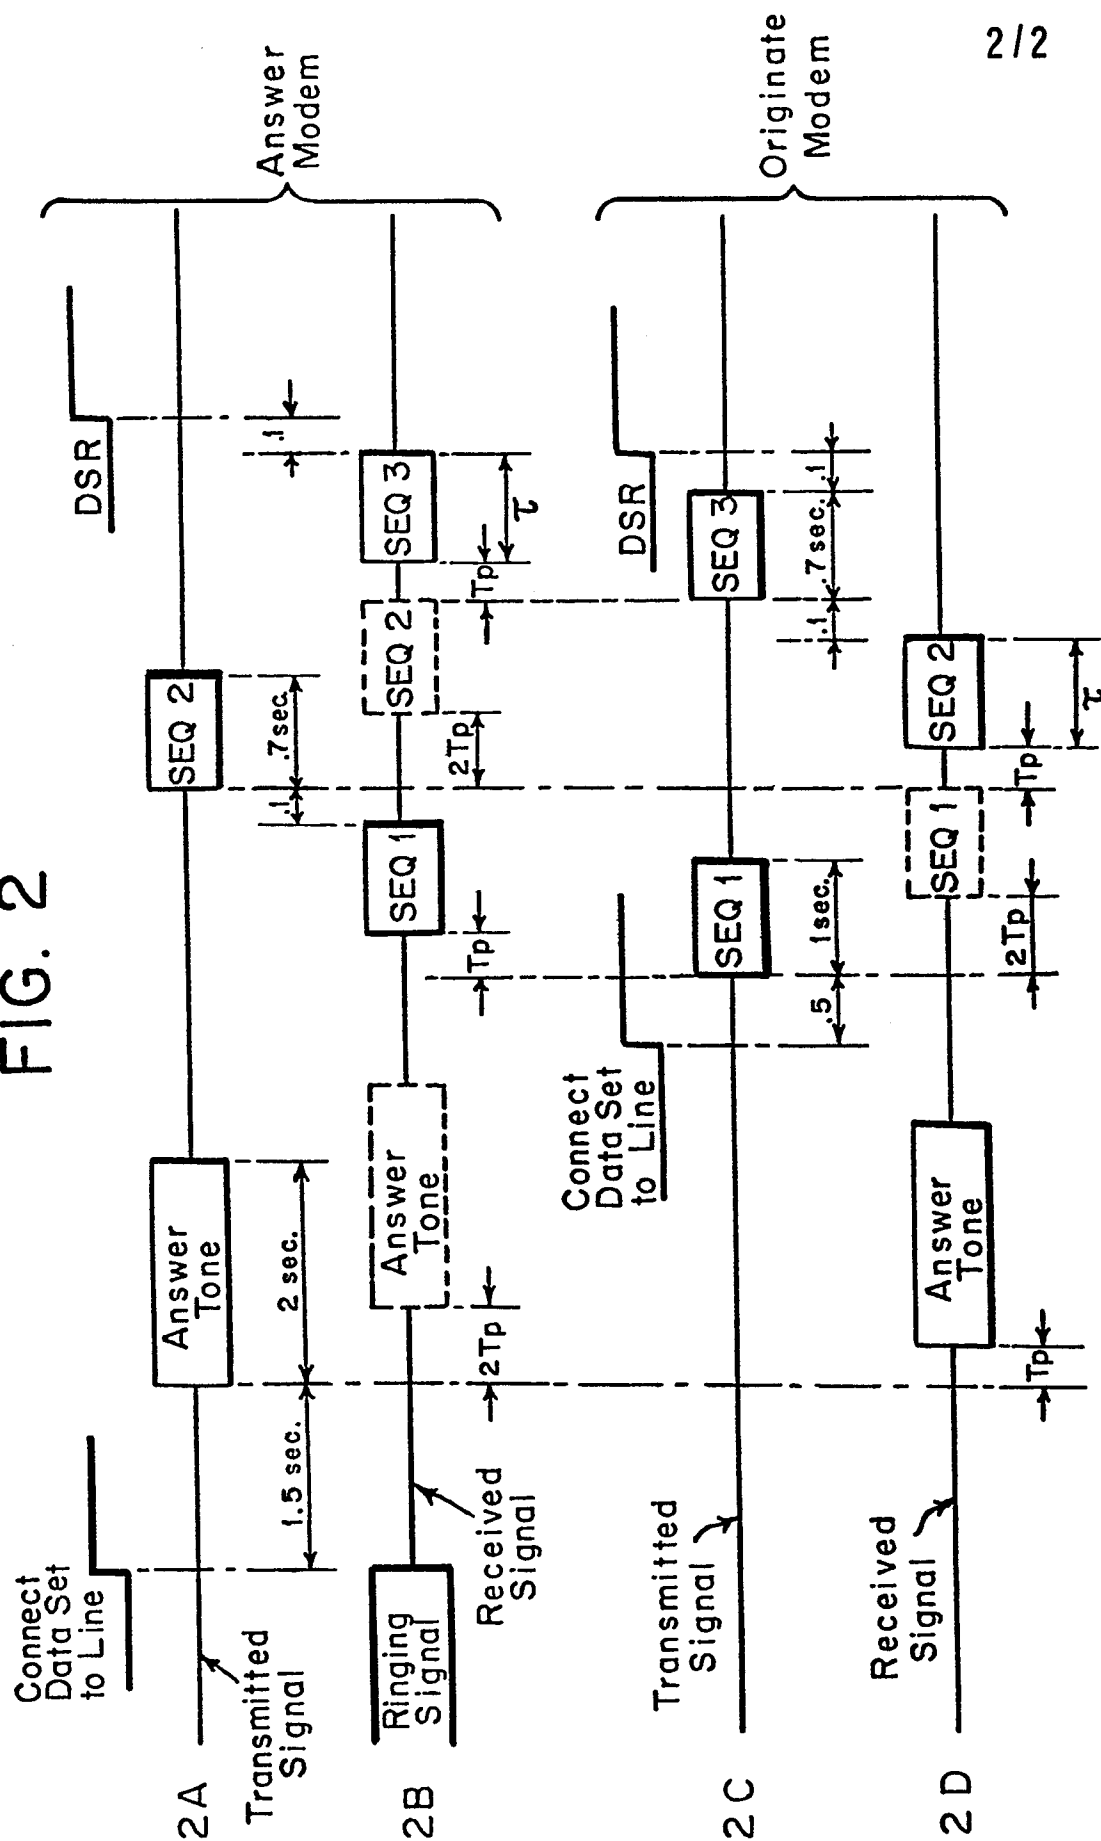 2/2
FIG. 2
Connect
Data Set
to Line
DSR
2A
Transmitted
Signal
Answer
Tone
SEQ 2
Answer
Modem
1.5 sec.
2 sec.
.1
.7sec.
.1
2B
Ringing
Signal
Received
Signal
Answer
Tone
SEQ 1
SEQ 2
SEQ 3
2Tp
Tp
2Tp
Tp
τ
Connect
Data Set
to Line
DSR
2C
Transmitted
Signal
SEQ 1
SEQ 3
Originate
Modem
.5
1sec.
.1
.7sec.
.1
2D
Received
Signal
Answer
Tone
SEQ 1
SEQ 2
Tp
2Tp
Tp
τ